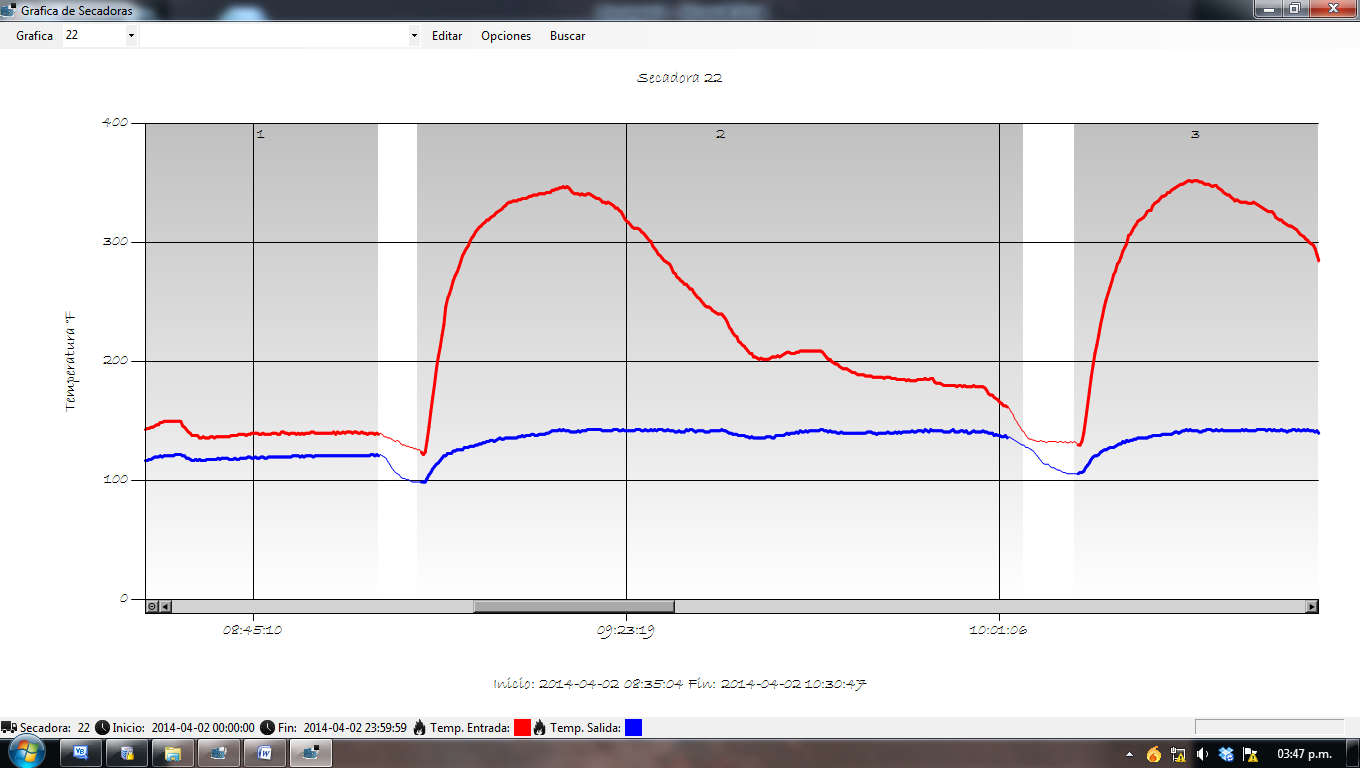 Grafica de Secadoras
Grafica 22 Editar Opciones Buscar
Secadora 22
400
300
200
100
0
Temperatura °F
1 2 3
08:45:10 09:23:19 10:01:06
Inicio: 2014-04-02 08:35:04 Fin: 2014-04-02 10:30:47
Secadora: 22 Inicio: 2014-04-02 00:00:00 Fin: 2014-04-02 23:59:59 Temp. Entrada: Temp. Salida:
VB W 03:47 p.m.